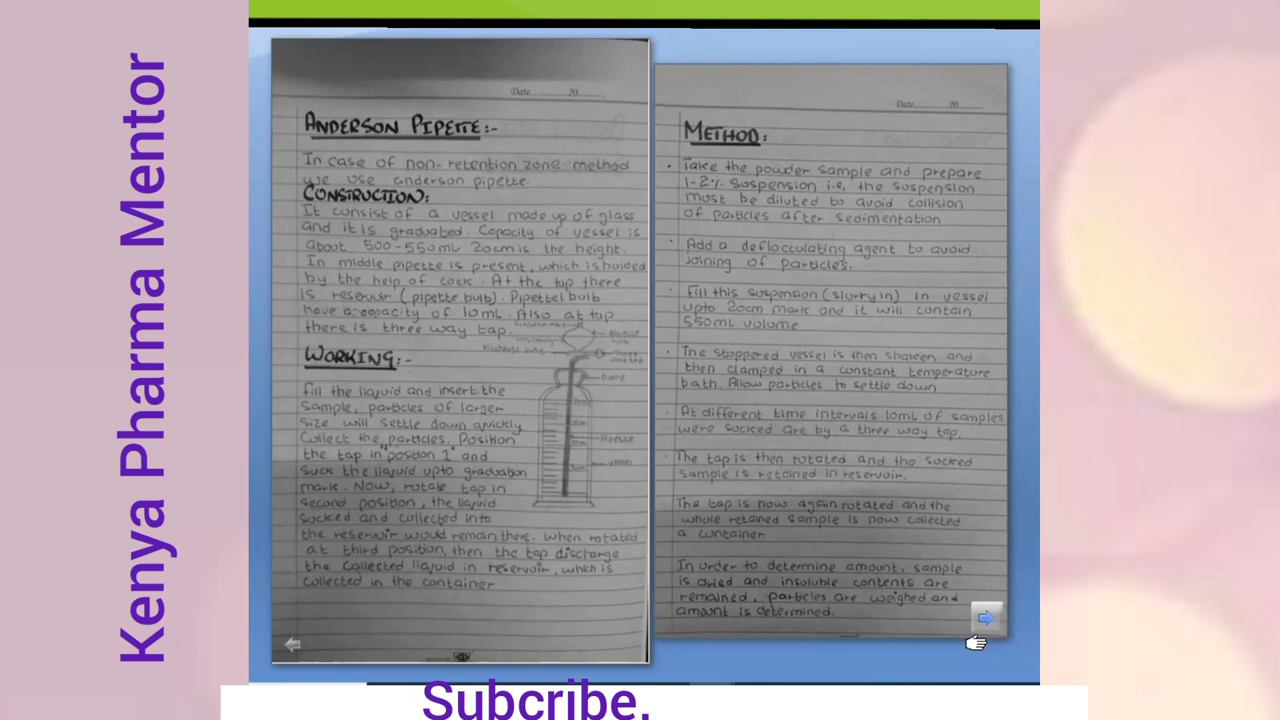 Kenya Pharma Mentor
Date 20
ANDERSON PIPETTE:-
In case of non-retention zone method
we use anderson pipette.
CONSTRUCTION:
It consist of a vessel made up of glass
and it is graduated. Capacity of vessel is
about 500-550mL 20cm is the height.
In middle pipette is present, which is holded
by the help of cock. At the top there
is reservoir (pipette bulb). Pipettel bulb
have a capacity of 10mL. Also at top
there is three way tap.
WORKING:-
Fill the liquid and insert the
sample, particles of larger
size will settle down quickly
Collect the particles. Position
the tap in "position 1" and
suck the liquid upto graduation
mark. Now, rotate tap in
second position, the liquid
sucked and collected into
the reservoir would remain there. When rotated
at third position, then the tap discharge
the collected liquid in reservoir, which is
collected in the container
Pipette
vessel
Date 20
METHOD:
• Take the powder sample and prepare
1-2% suspension i.e, the suspension
must be diluted to avoid collision
of particles after sedimentation
• Add a deflocculating agent to avoid
joining of particles.
• Fill this suspension (slurry in) in vessel
upto 20cm mark and it will contain
550mL volume
• The stoppered vessel is then shaken and
then clamped in a constant temperature
bath. Allow particles to settle down
• At different time intervals 10mL of samples
were sucked are by a three way tap.
• The tap is then rotated and the sucked
sample is retained in reservoir.
The tap is now again rotated and the
whole retained sample is now collected
a container
In order to determine amount, sample
is dried and insoluble contents are
remained, particles are weighed and
amount is determined.
Subcribe.